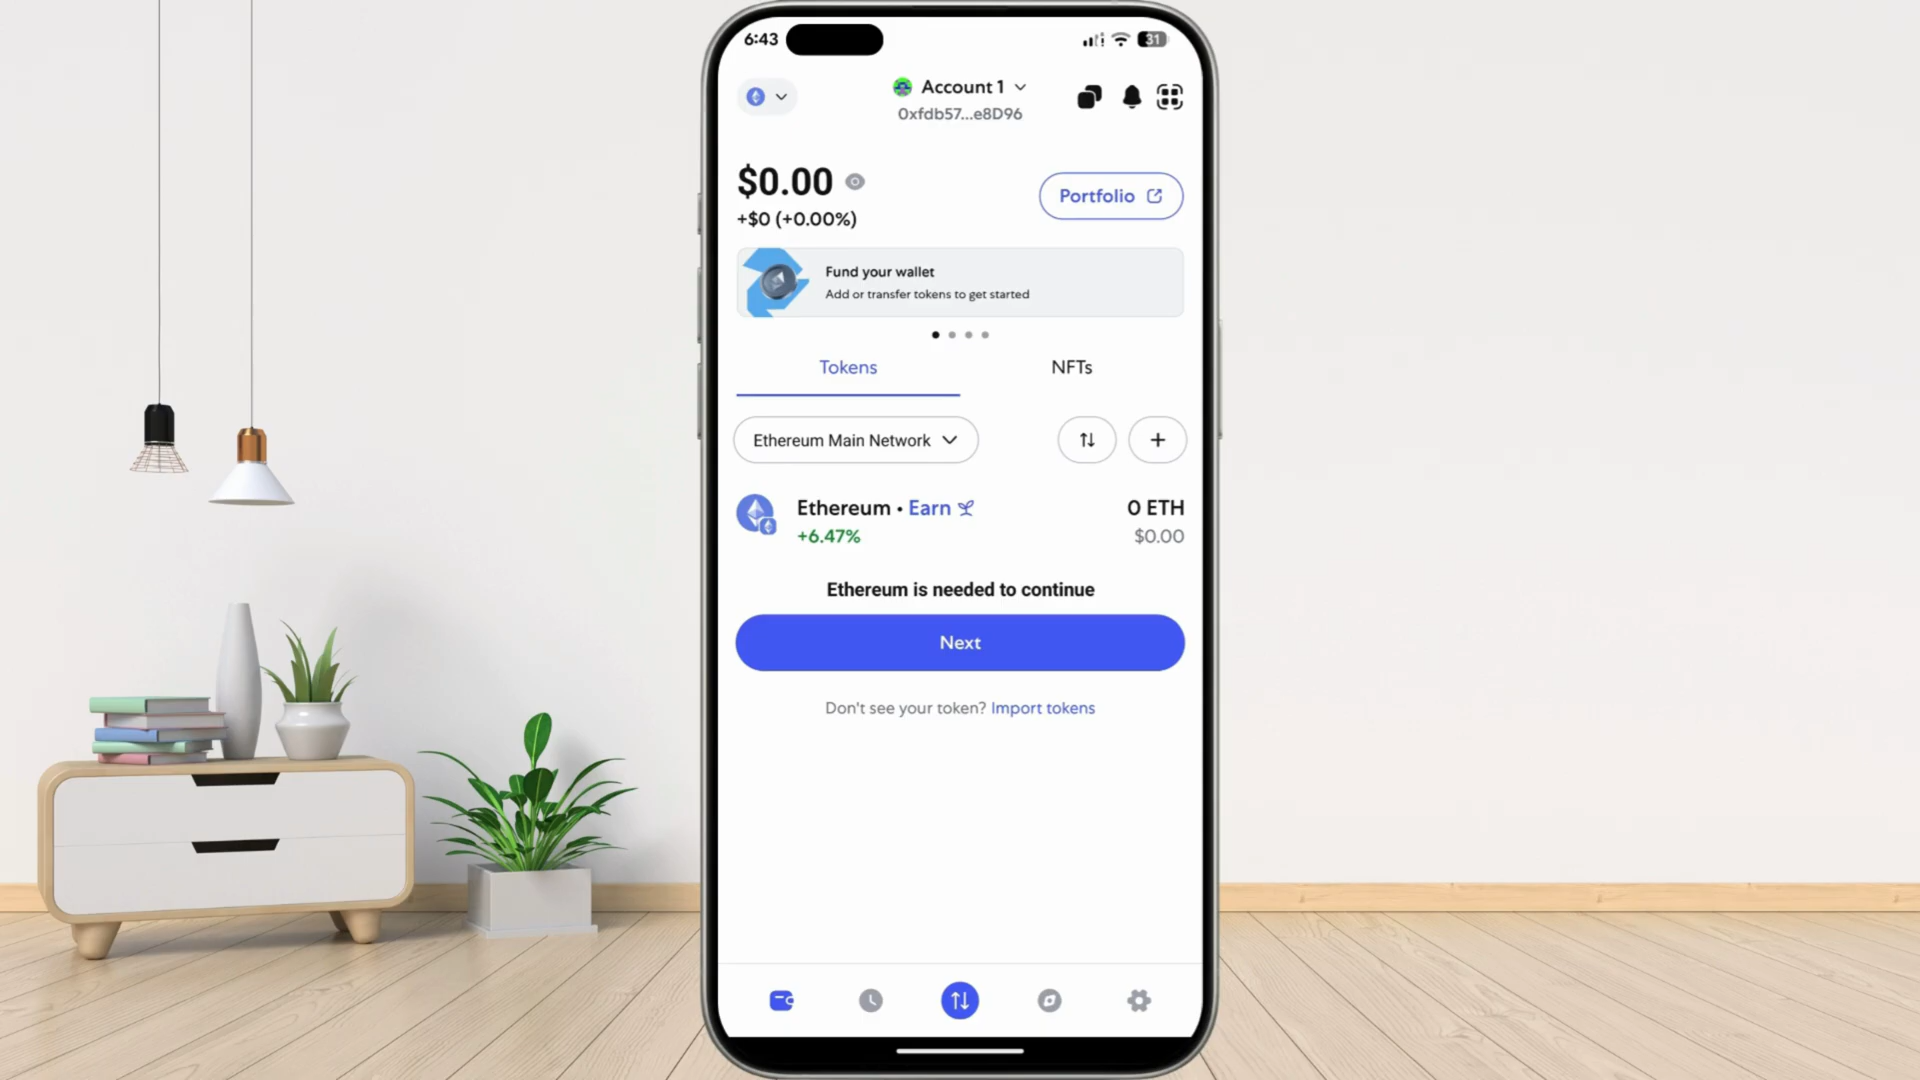 6:43
31
Account 1
0xfdb57...e8D96
$0.00
+$0 (+0.00%)
Portfolio
Fund your wallet
Add or transfer tokens to get started
Tokens
NFTs
Ethereum Main Network
Ethereum • Earn
0 ETH
+6.47%
$0.00
Ethereum is needed to continue
Next
Don't see your token? Import tokens